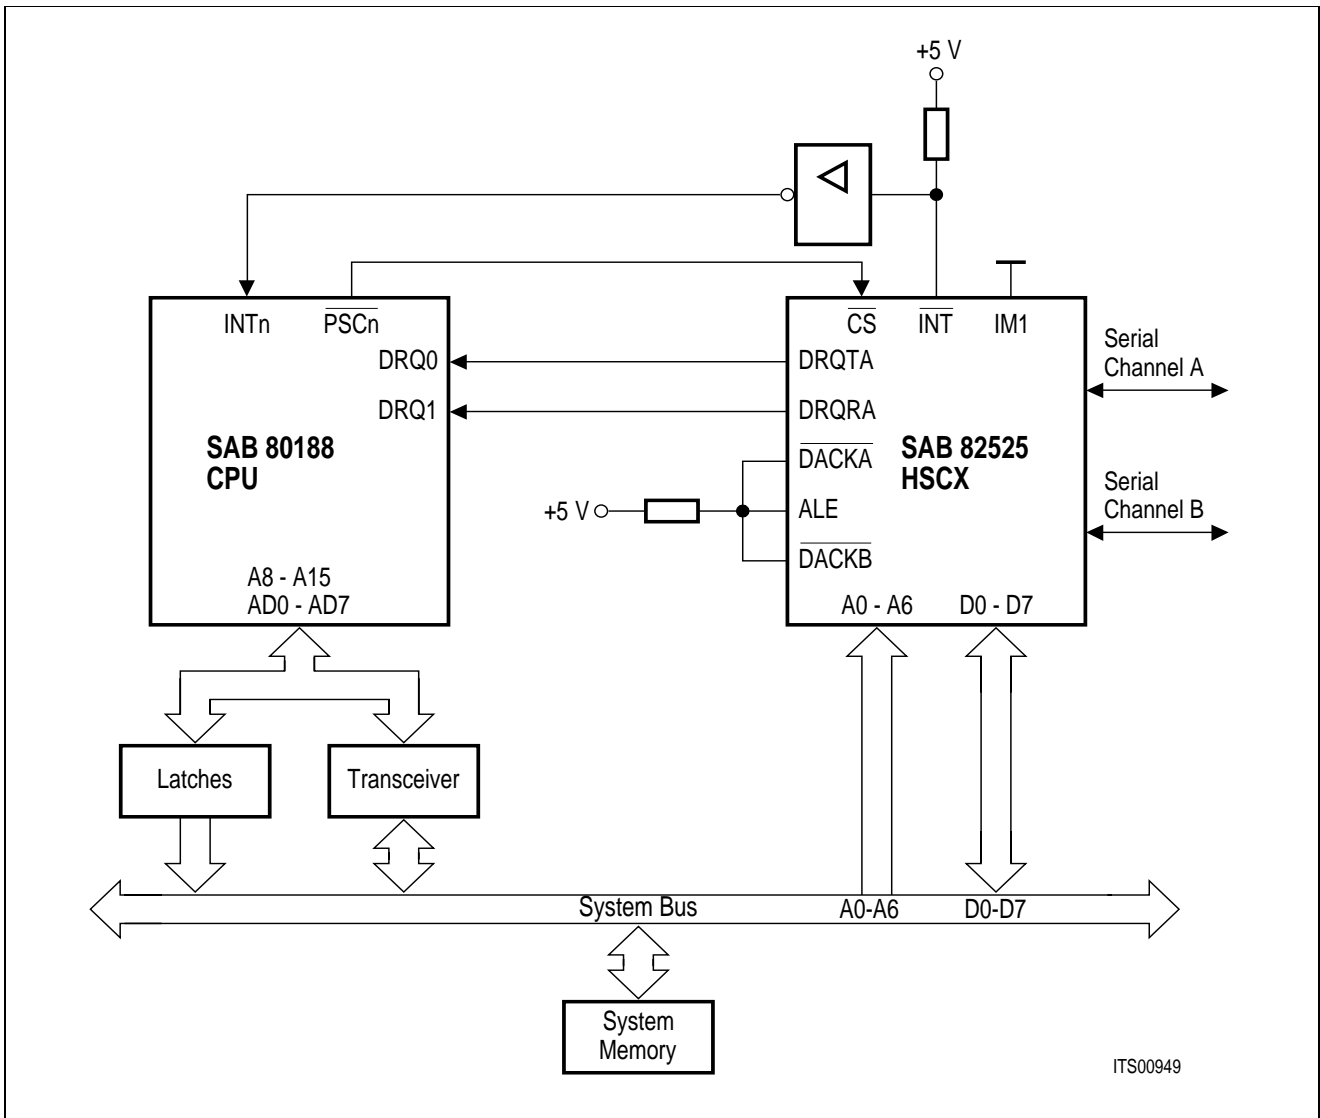 +5 V
INTn
PSCn
CS
INT
IM1
DRQ0
DRQTA
Serial
Channel A
DRQ1
DRQRA
SAB 80188
CPU
DACKA
SAB 82525
HSCX
+5 V
ALE
Serial
Channel B
DACKB
A8 - A15
AD0 - AD7
A0 - A6
D0 - D7
Latches
Transceiver
System Bus
A0-A6
D0-D7
System
Memory
ITS00949